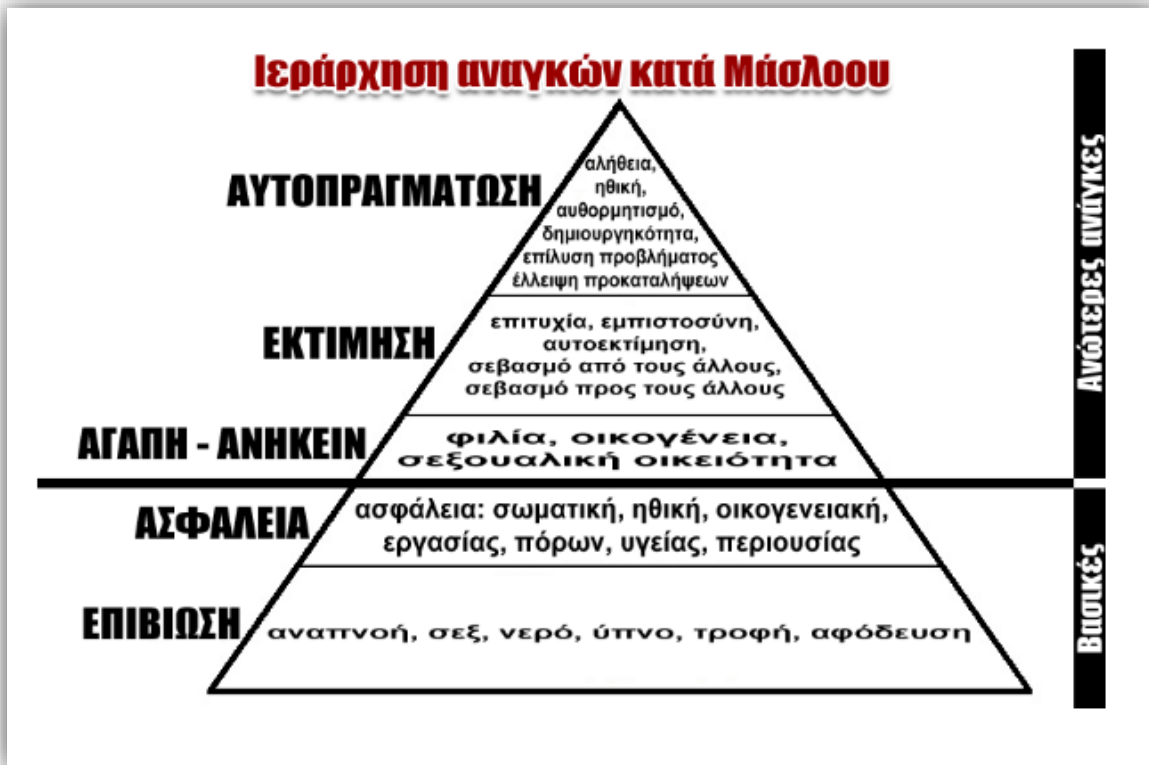 Ιεράρχηση αναγκών κατά Μάσλοου
ΑΥΤΟΠΡΑΓΜΑΤΩΣΗ
αλήθεια,
ηθική,
αυθορμητισμό,
δημιουργηκότητα,
επίλυση προβλήματος
έλλειψη προκαταλήψεων
ΕΚΤΙΜΗΣΗ
επιτυχία, εμπιστοσύνη,
αυτοεκτίμηση,
σεβασμό από τους άλλους,
σεβασμό προς τους άλλους
ΑΓΑΠΗ - ΑΝΗΚΕΙΝ
φιλία, οικογένεια,
σεξουαλική οικειότητα
Ανώτερες ανάγκες
ΑΣΦΑΛΕΙΑ
ασφάλεια: σωματική, ηθική, οικογενειακή,
εργασίας, πόρων, υγείας, περιουσίας
ΕΠΙΒΙΩΣΗ
αναπνοή, σεξ, νερό, ύπνο, τροφή, αφόδευση
Βασικές